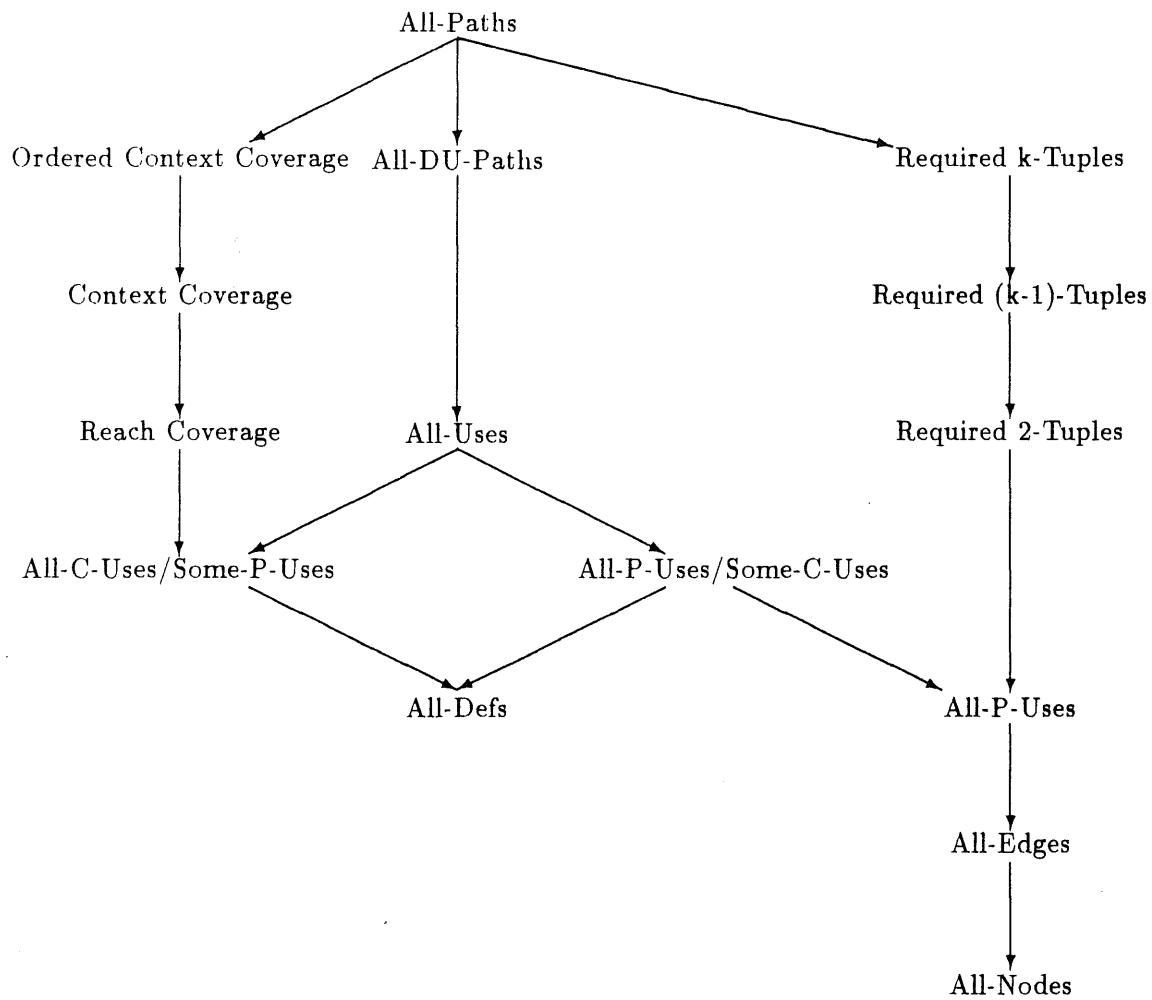 All-Paths
Ordered Context Coverage
All-DU-Paths
Required k-Tuples
Context Coverage
Required (k-1)-Tuples
Reach Coverage
All-Uses
Required 2-Tuples
All-C-Uses/Some-P-Uses
All-P-Uses/Some-C-Uses
All-Defs
All-P-Uses
All-Edges
All-Nodes